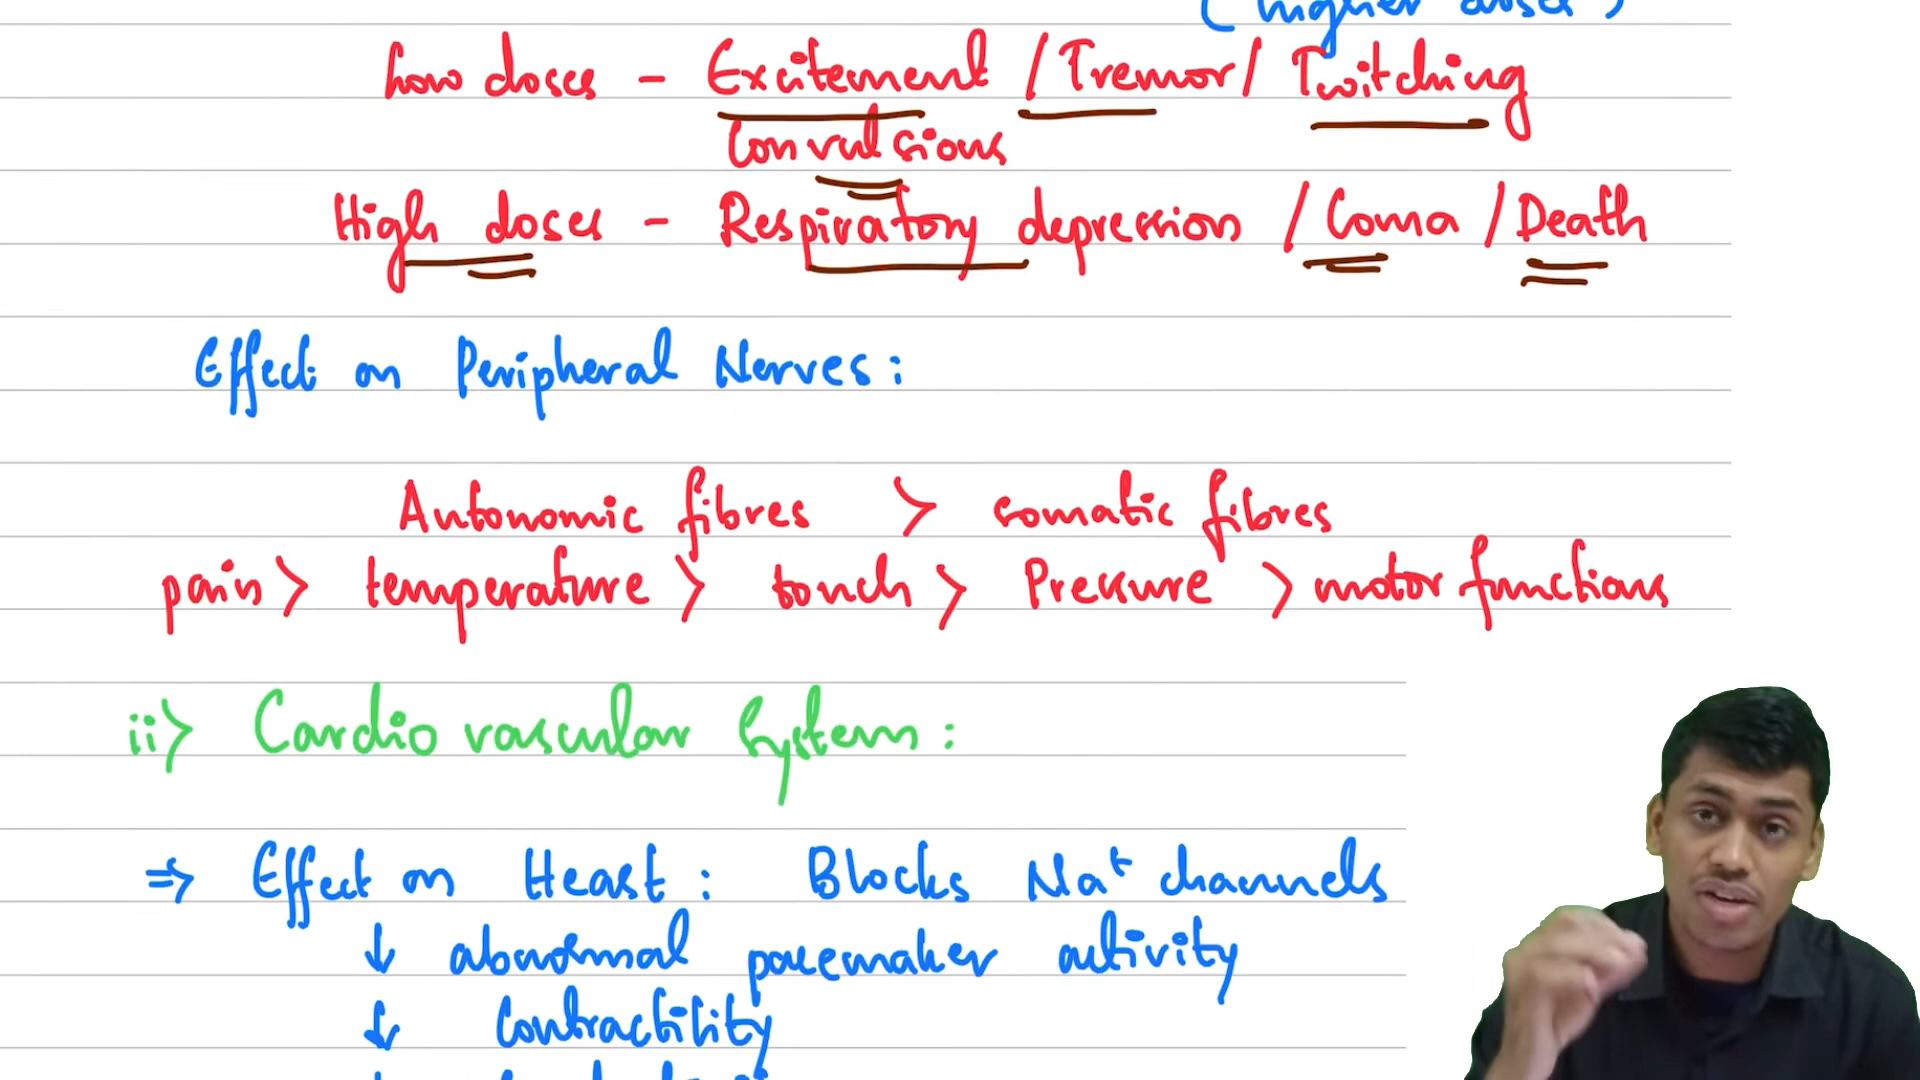 (higher doses)
Low doses - Excitement / Tremor / Twitching
Convulsions
High doses - Respiratory depression / Coma / Death
Effect on Peripheral Nerves:
Autonomic fibres > somatic fibres
pain > temperature > touch > Pressure > motor functions
ii> Cardio vascular System:
⇒ Effect on Heart: Blocks Na⁺ channels
↓ abnormal pacemaker activity
↓ Contractility